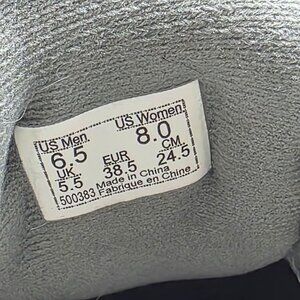 US Men US Women
6.5 8.0
UK. EUR CM.
5.5 38.5 24.5
Made in China
500383 Fabrique en Chine